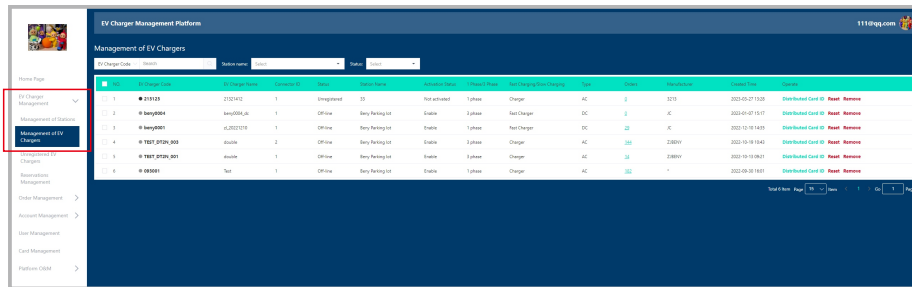 EV Charger Management Platform
111@qq.com
Management of EV Chargers
EV Charger Code Search Station name: Select Status: Select
Home Page
EV Charger Management
Management of Stations
Management of EV Chargers
Unregistered EV Chargers
Reservations Management
Order Management
Account Management
User Management
Card Management
Platform O&M
NO. EV Charger Code EV Charger Name Connector ID Status Station Name Activation Status 1 Phase/3 Phase Fast Charging/Slow Charging Type Orders Manufacturer Created Time Operate
1 213123 21321412 1 Unregistered 33 Not activated 1 phase Charger AC 0 3213 2023-05-27 13:28 Distributed Card ID Reset Remove
2 beny0004 beny0004_dc 1 Off-line Beny Parking lot Enable 3 phase Fast Charger DC JC 2023-01-07 15:17 Distributed Card ID Reset Remove
3 beny0001 zl_20221210 1 Off-line Beny Parking lot Enable 1 phase Fast Charger DC 29 JC 2022-12-10 14:35 Distributed Card ID Reset Remove
4 TEST_DT2N_003 double 2 Off-line Beny Parking lot Enable 3 phase Charger AC 144 ZJBENY 2022-10-19 10:43 Distributed Card ID Reset Remove
5 TEST_DT2N_001 double 1 Off-line Beny Parking lot Enable 3 phase Charger AC 14 ZJBENY 2022-10-13 09:21 Distributed Card ID Reset Remove
6 093001 Test 1 Off-line Beny Parking lot Enable 1 phase Charger AC 102 * 2022-09-30 16:01 Distributed Card ID Reset Remove
Total 6 Item Page 15 Item 1 Go 1 Page